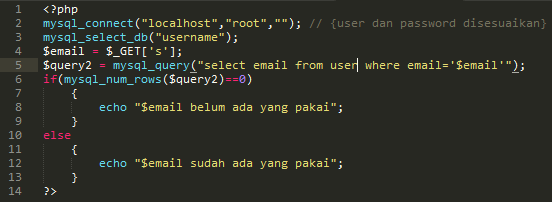 1 <?php
2 mysql_connect("localhost","root",""); // {user dan password disesuaikan}
3 mysql_select_db("username");
4 $email = $_GET['s'];
5 $query2 = mysql_query("select email from user where email='$email'");
6 if(mysql_num_rows($query2)==0)
7 {
8 echo "$email belum ada yang pakai";
9 }
10 else
11 {
12 echo "$email sudah ada yang pakai";
13 }
14 ?>